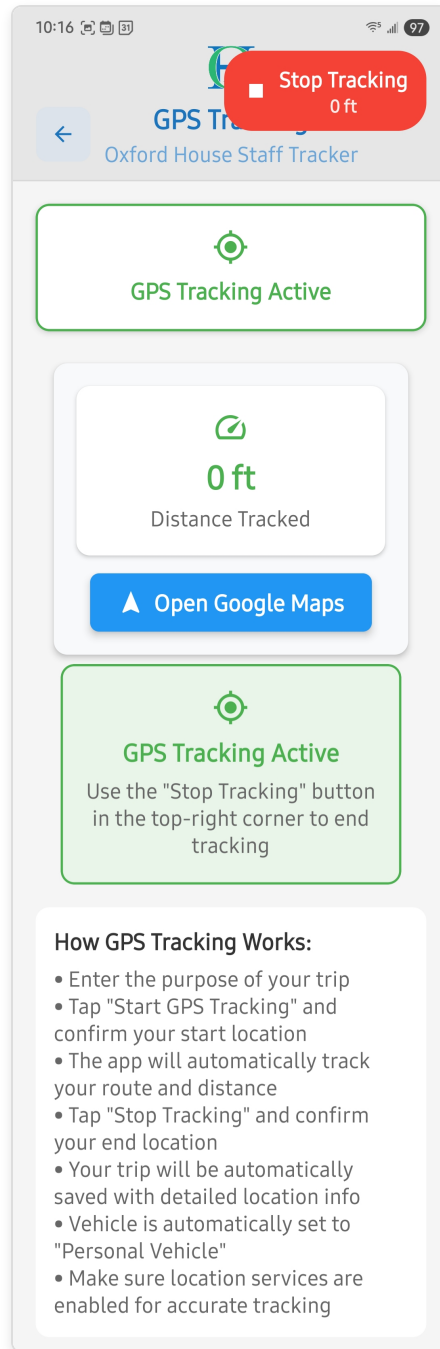 10:16 31 97
Stop Tracking
0 ft
GPS Tr
Oxford House Staff Tracker
GPS Tracking Active
0 ft
Distance Tracked
Open Google Maps
GPS Tracking Active
Use the "Stop Tracking" button
in the top-right corner to end
tracking
How GPS Tracking Works:
• Enter the purpose of your trip
• Tap "Start GPS Tracking" and
confirm your start location
• The app will automatically track
your route and distance
• Tap "Stop Tracking" and confirm
your end location
• Your trip will be automatically
saved with detailed location info
• Vehicle is automatically set to
"Personal Vehicle"
• Make sure location services are
enabled for accurate tracking